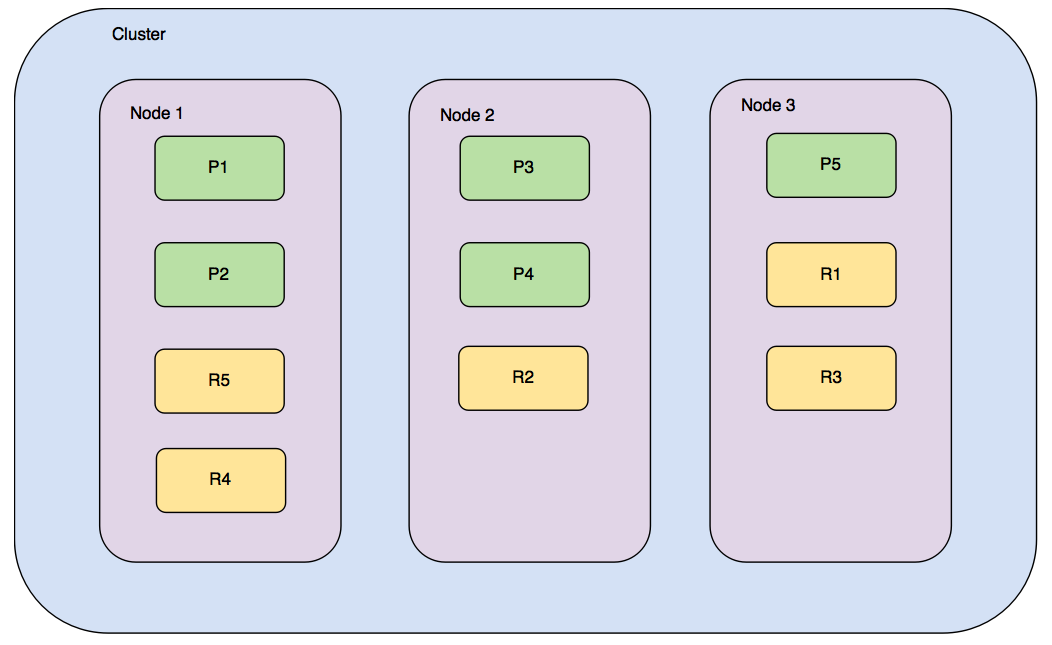 Cluster
Node 1
P1
P2
R5
R4
Node 2
P3
P4
R2
Node 3
P5
R1
R3